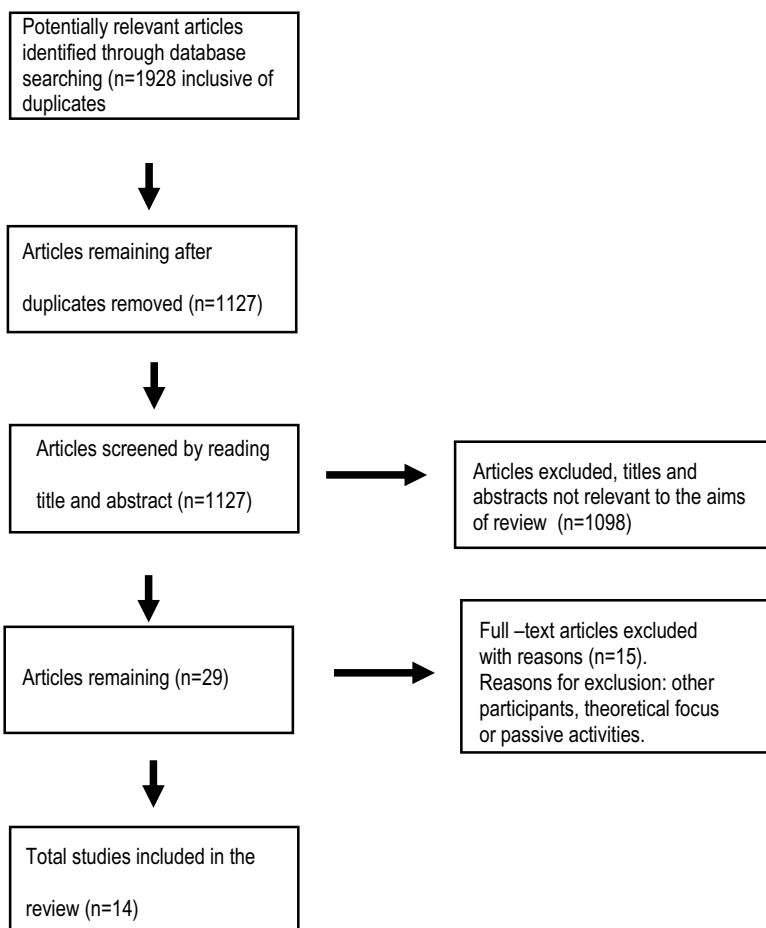 Potentially relevant articles
identified through database
searching (n=1928 inclusive of
duplicates
Articles remaining after
duplicates removed (n=1127)
Articles screened by reading
title and abstract (n=1127)
Articles excluded, titles and
abstracts not relevant to the aims
of review (n=1098)
Articles remaining (n=29)
Full –text articles excluded
with reasons (n=15).
Reasons for exclusion: other
participants, theoretical focus
or passive activities.
Total studies included in the
review (n=14)